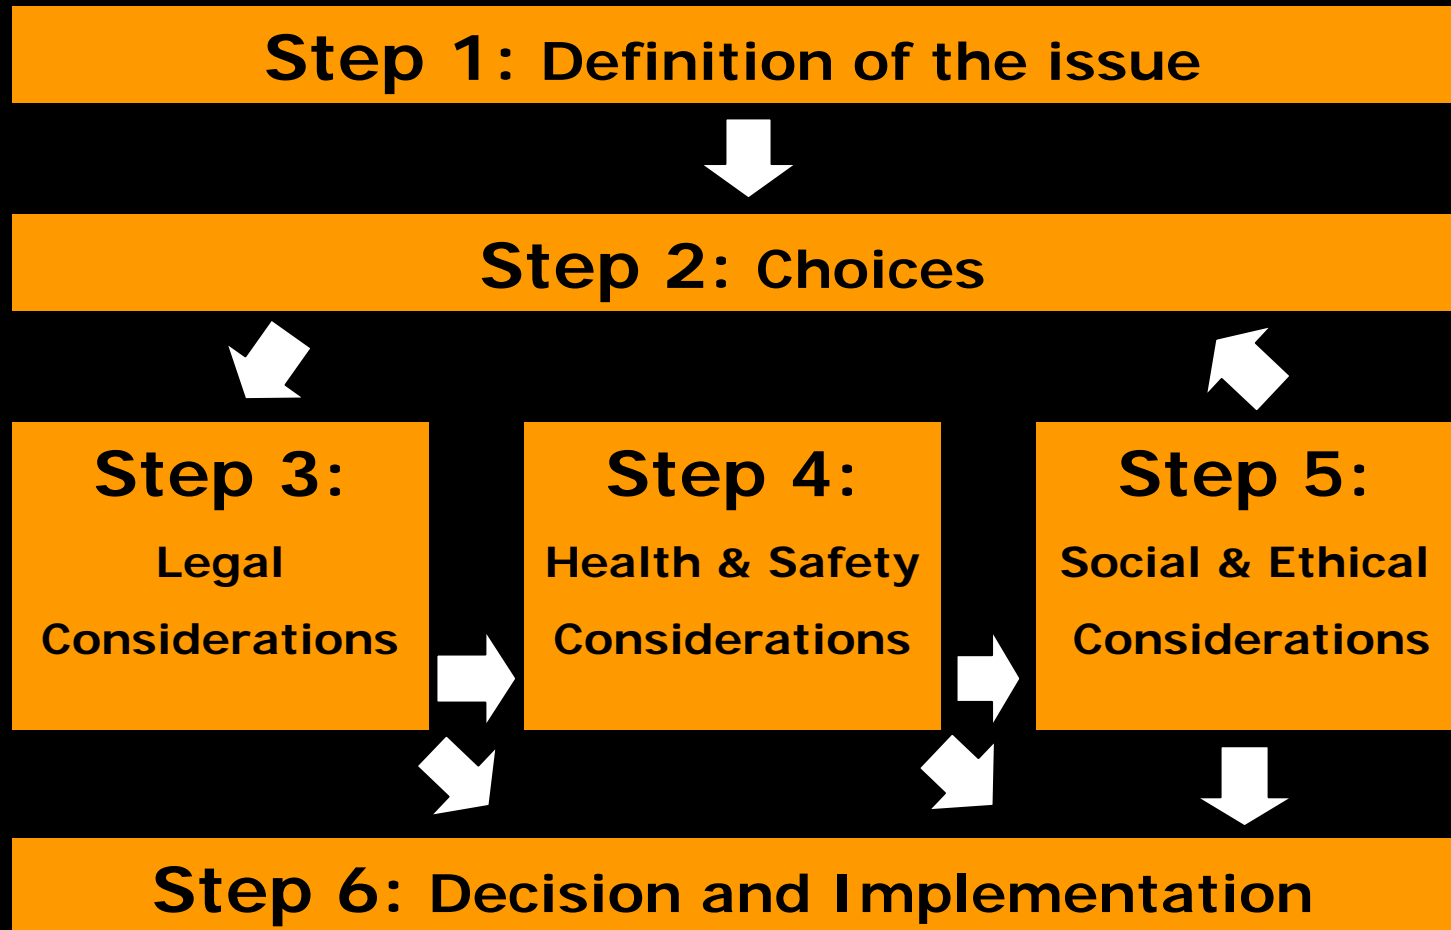 Step 1: Definition of the issue
Step 2: Choices
Step 3:
Legal
Considerations
Step 4:
Health & Safety
Considerations
Step 5:
Social & Ethical
Considerations
Step 6: Decision and Implementation